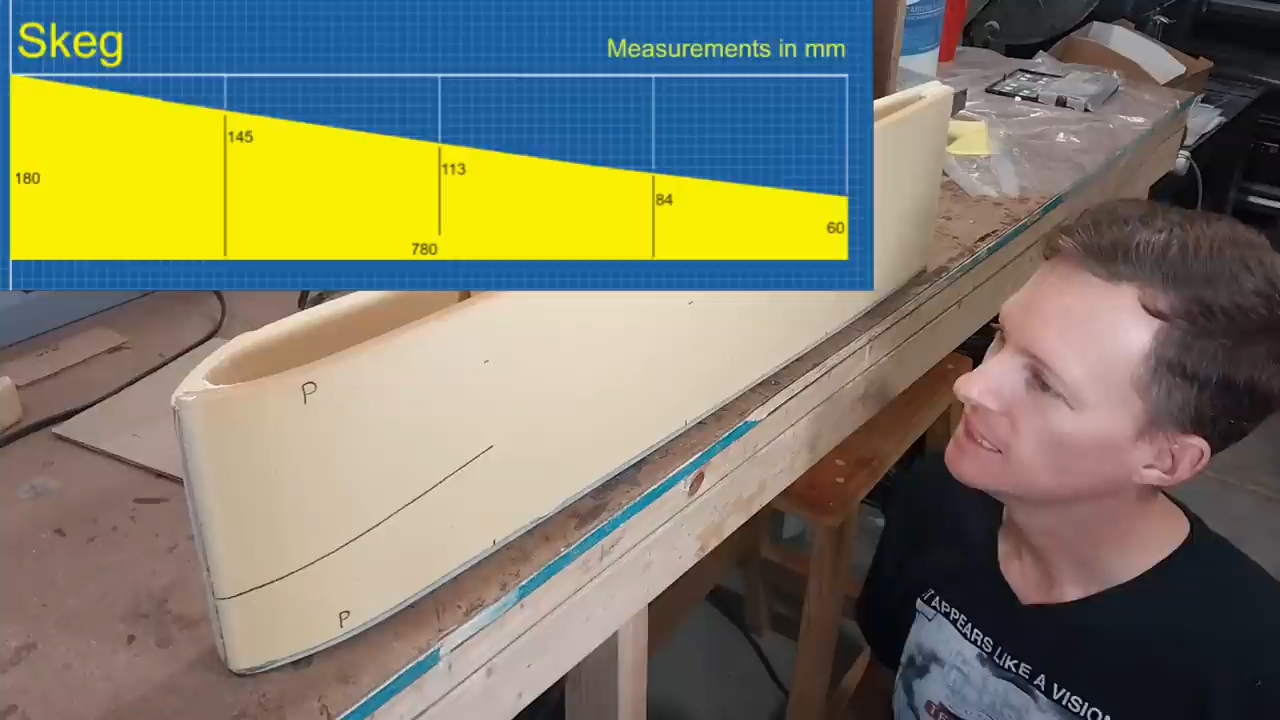 Skeg
Measurements in mm
180
145
113
84
60
780
P
P
IT APPEARS LIKE A VISION